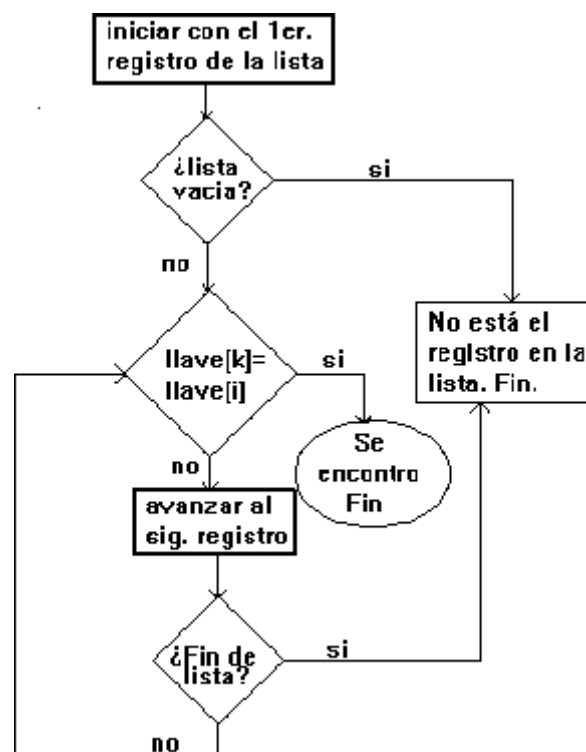 iniciar con el 1er.
registro de la lista
¿lista
vacia?
si
no
llave[k]=
llave[i]
si
No está el
registro en la
lista. Fin.
Se
encontro
Fin
no
avanzar al
sig. registro
¿Fin de
lista?
si
no